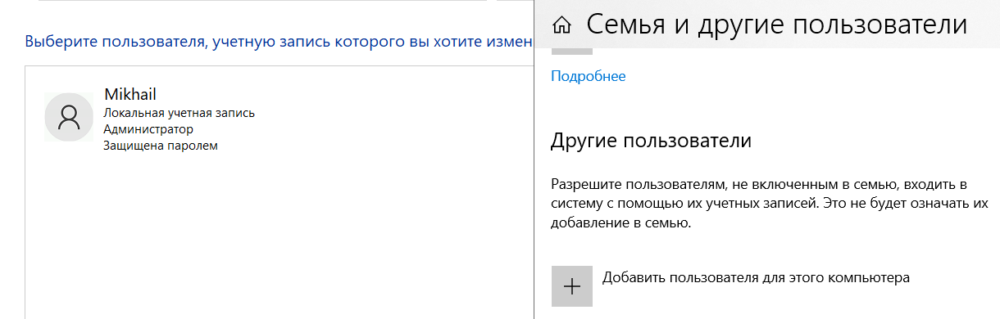 Выберите пользователя, учетную запись которого вы хотите измен
Mikhail
Локальная учетная запись
Администратор
Защищена паролем
Семья и другие пользователи
Подробнее
Другие пользователи
Разрешите пользователям, не включенным в семью, входить в
систему с помощью их учетных записей. Это не будет означать их
добавление в семью.
Добавить пользователя для этого компьютера